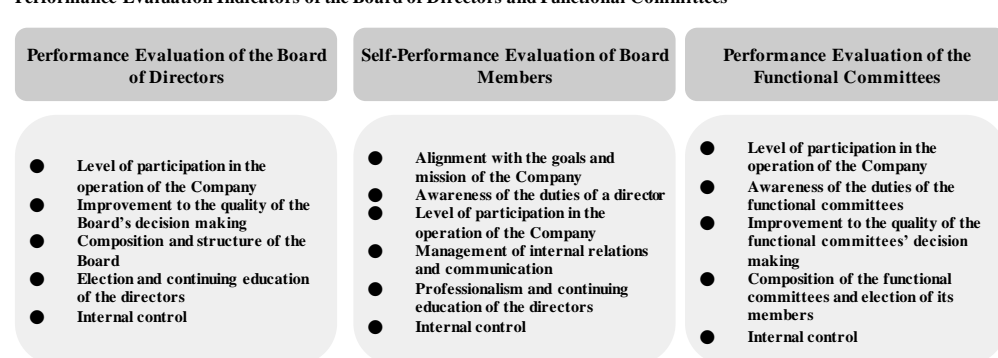 Performance Evaluation Indicators of the Board of Directors and Functional Committees
Performance Evaluation of the Board
of Directors
Self-Performance Evaluation of Board
Members
Performance Evaluation of the
Functional Committees
● Level of participation in the
operation of the Company
● Improvement to the quality of the
Board’s decision making
● Composition and structure of the
Board
● Election and continuing education
of the directors
● Internal control
● Alignment with the goals and
mission of the Company
● Awareness of the duties of a director
● Level of participation in the
operation of the Company
● Management of internal relations
and communication
● Professionalism and continuing
education of the directors
● Internal control
● Level of participation in the
operation of the Company
● Awareness of the duties of the
functional committees
● Improvement to the quality of the
functional committees’ decision
making
● Composition of the functional
committees and election of its
members
● Internal control